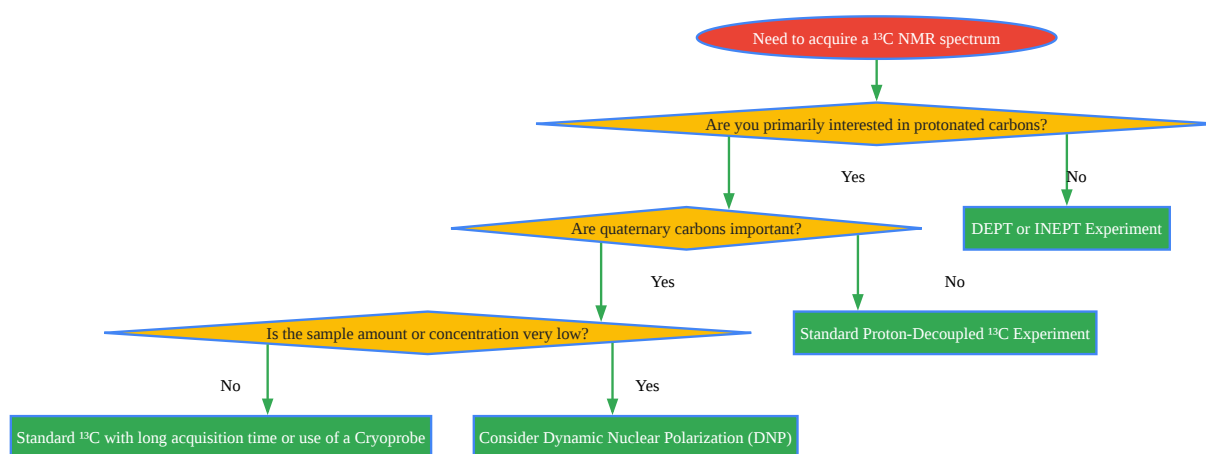 Need to acquire a ¹³C NMR spectrum
Are you primarily interested in protonated carbons?
Yes
No
Are quaternary carbons important?
DEPT or INEPT Experiment
Yes
No
Is the sample amount or concentration very low?
Standard Proton-Decoupled ¹³C Experiment
No
Yes
Standard ¹³C with long acquisition time or use of a Cryoprobe
Consider Dynamic Nuclear Polarization (DNP)